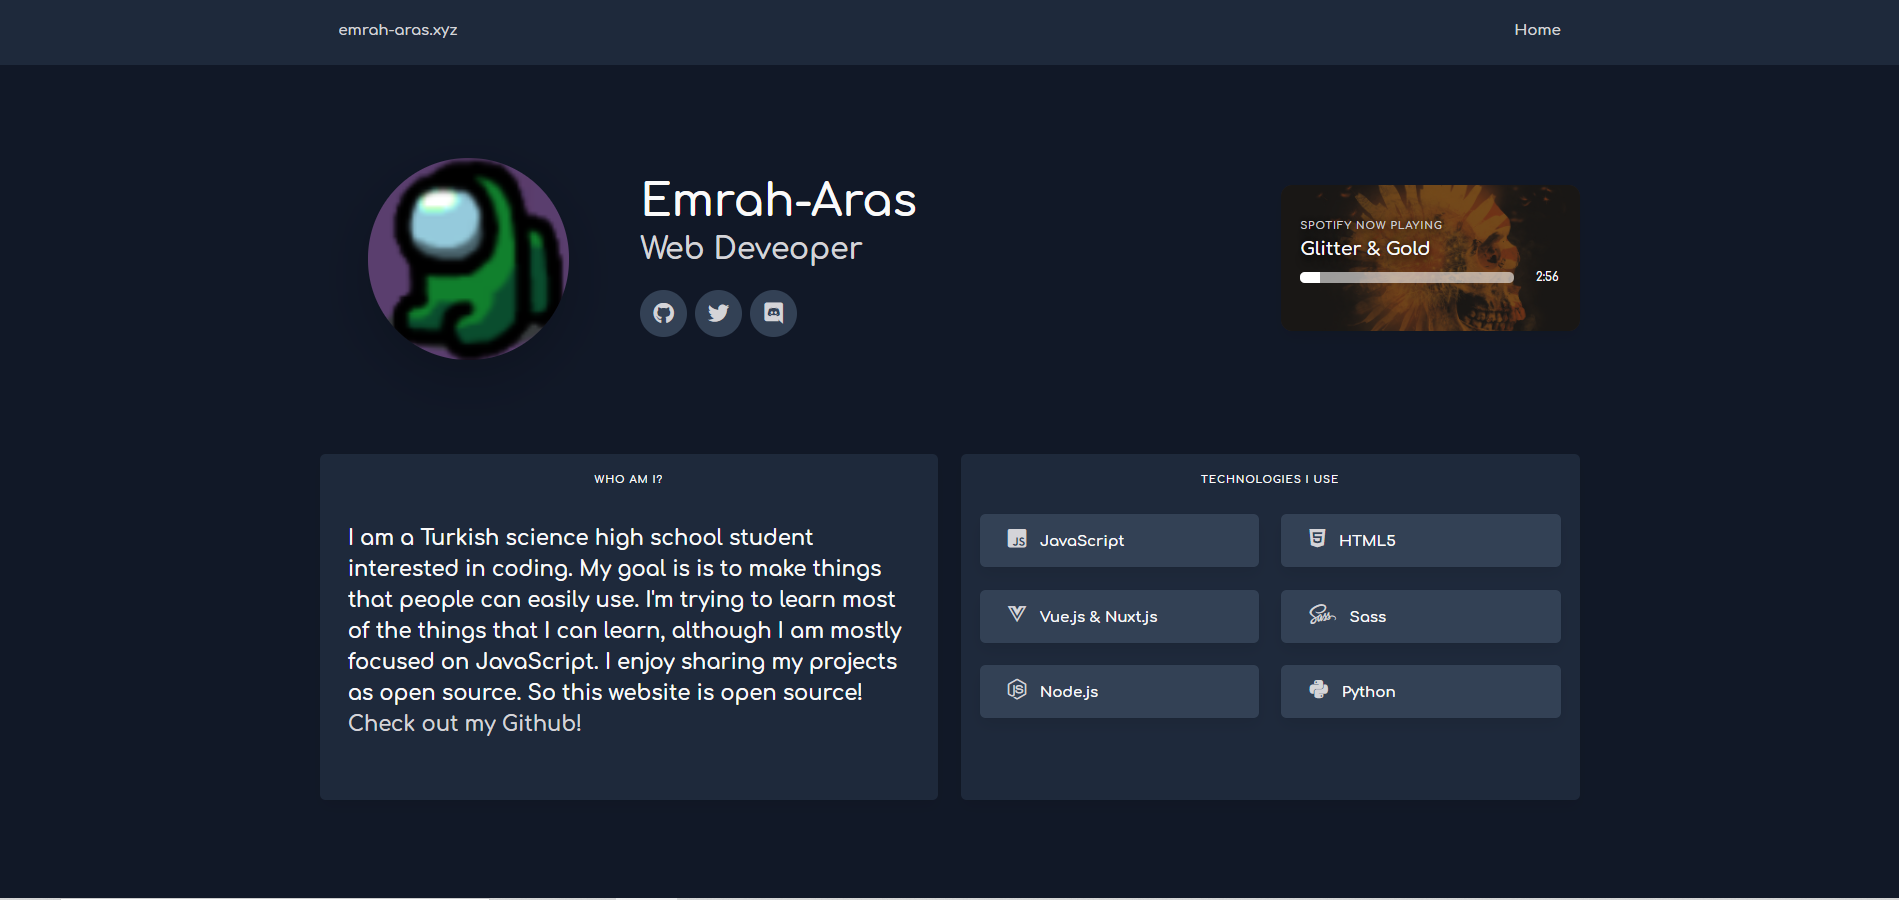 emrah-aras.xyz
Home
Emrah-Aras
Web Deveoper
SPOTIFY NOW PLAYING
Glitter & Gold
2:56
WHO AM I?
I am a Turkish science high school student
interested in coding. My goal is is to make things
that people can easily use. I'm trying to learn most
of the things that I can learn, although I am mostly
focused on JavaScript. I enjoy sharing my projects
as open source. So this website is open source!
Check out my Github!
TECHNOLOGIES I USE
JS JavaScript
5 HTML5
Vue.js & Nuxt.js
Sass Sass
JS Node.js
Python